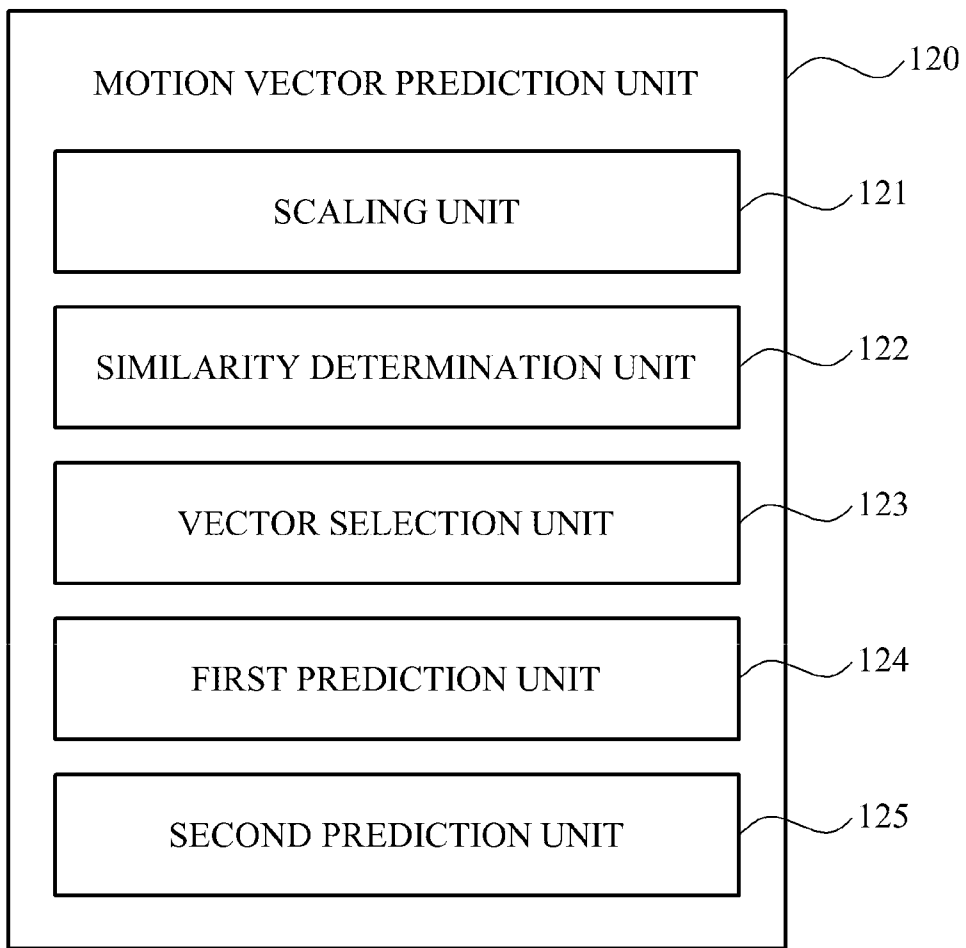 MOTION VECTOR PREDICTION UNIT
120
SCALING UNIT
121
SIMILARITY DETERMINATION UNIT
122
VECTOR SELECTION UNIT
123
FIRST PREDICTION UNIT
124
SECOND PREDICTION UNIT
125